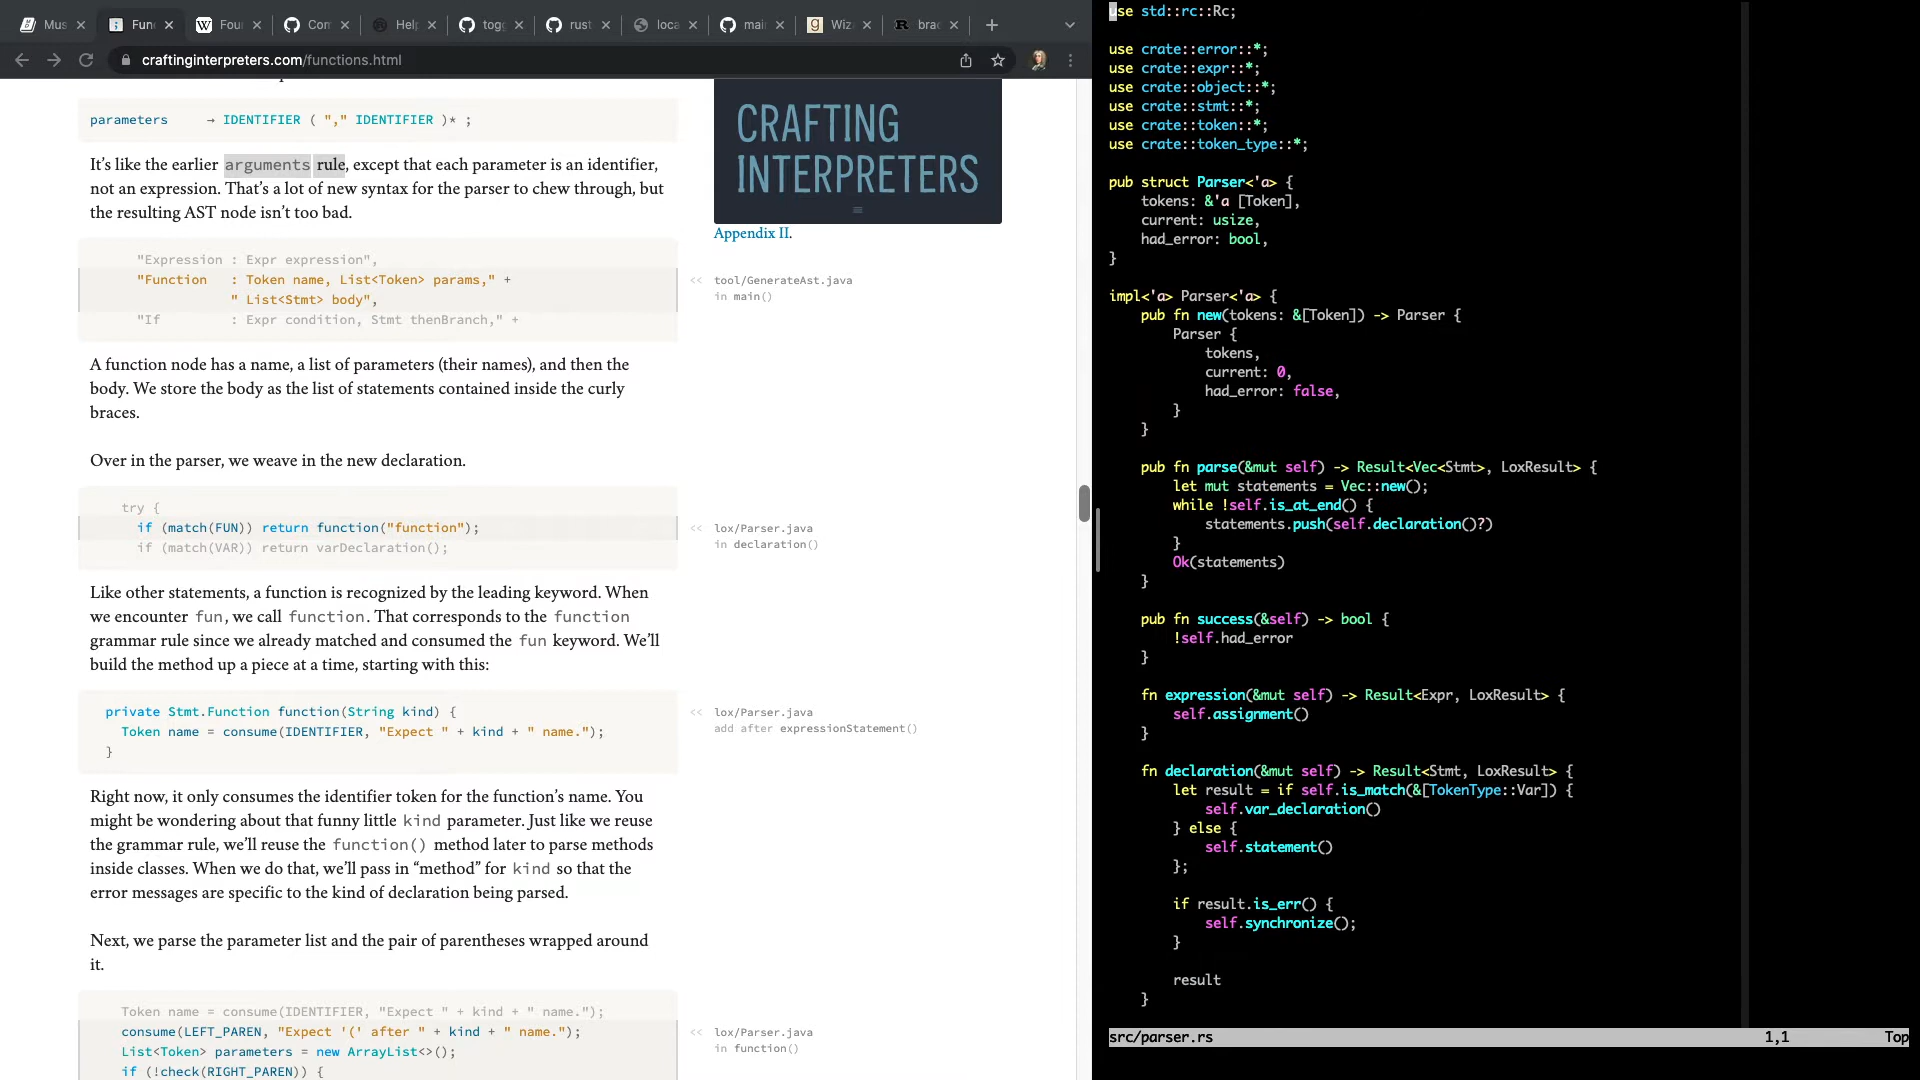 Mus
Fun
Four
Con
Help
togg
rust
loca
mai
Wiz
brac
craftinginterpreters.com/functions.html
parameters → IDENTIFIER ( "," IDENTIFIER )* ;
It's like the earlier arguments rule, except that each parameter is an identifier,
not an expression. That's a lot of new syntax for the parser to chew through, but
the resulting AST node isn't too bad.
"Expression : Expr expression",
"Function   : Token name, List<Token> params," +
            " List<Stmt> body",
"If         : Expr condition, Stmt thenBranch," +
A function node has a name, a list of parameters (their names), and then the
body. We store the body as the list of statements contained inside the curly
braces.
Over in the parser, we weave in the new declaration.
try {
  if (match(FUN)) return function("function");
  if (match(VAR)) return varDeclaration();
Like other statements, a function is recognized by the leading keyword. When
we encounter fun, we call function. That corresponds to the function
grammar rule since we already matched and consumed the fun keyword. We'll
build the method up a piece at a time, starting with this:
private Stmt.Function function(String kind) {
  Token name = consume(IDENTIFIER, "Expect " + kind + " name.");
}
Right now, it only consumes the identifier token for the function's name. You
might be wondering about that funny little kind parameter. Just like we reuse
the grammar rule, we'll reuse the function() method later to parse methods
inside classes. When we do that, we'll pass in "method" for kind so that the
error messages are specific to the kind of declaration being parsed.
Next, we parse the parameter list and the pair of parentheses wrapped around
it.
Token name = consume(IDENTIFIER, "Expect " + kind + " name.");
consume(LEFT_PAREN, "Expect '(' after " + kind + " name.");
List<Token> parameters = new ArrayList<>();
if (!check(RIGHT_PAREN)) {
CRAFTING
INTERPRETERS
Appendix II.
<< tool/GenerateAst.java
in main()
<< lox/Parser.java
in declaration()
<< lox/Parser.java
add after expressionStatement()
<< lox/Parser.java
in function()
use std::rc::Rc;
use crate::error::*;
use crate::expr::*;
use crate::object::*;
use crate::stmt::*;
use crate::token::*;
use crate::token_type::*;
pub struct Parser<'a> {
    tokens: &'a [Token],
    current: usize,
    had_error: bool,
}
impl<'a> Parser<'a> {
    pub fn new(tokens: &[Token]) -> Parser {
        Parser {
            tokens,
            current: 0,
            had_error: false,
        }
    }
    pub fn parse(&mut self) -> Result<Vec<Stmt>, LoxResult> {
        let mut statements = Vec::new();
        while !self.is_at_end() {
            statements.push(self.declaration()?)
        }
        Ok(statements)
    }
    pub fn success(&self) -> bool {
        !self.had_error
    }
    fn expression(&mut self) -> Result<Expr, LoxResult> {
        self.assignment()
    }
    fn declaration(&mut self) -> Result<Stmt, LoxResult> {
        let result = if self.is_match(&[TokenType::Var]) {
            self.var_declaration()
        } else {
            self.statement()
        };
        if result.is_err() {
            self.synchronize();
        }
        result
    }
src/parser.rs 1,1 Top